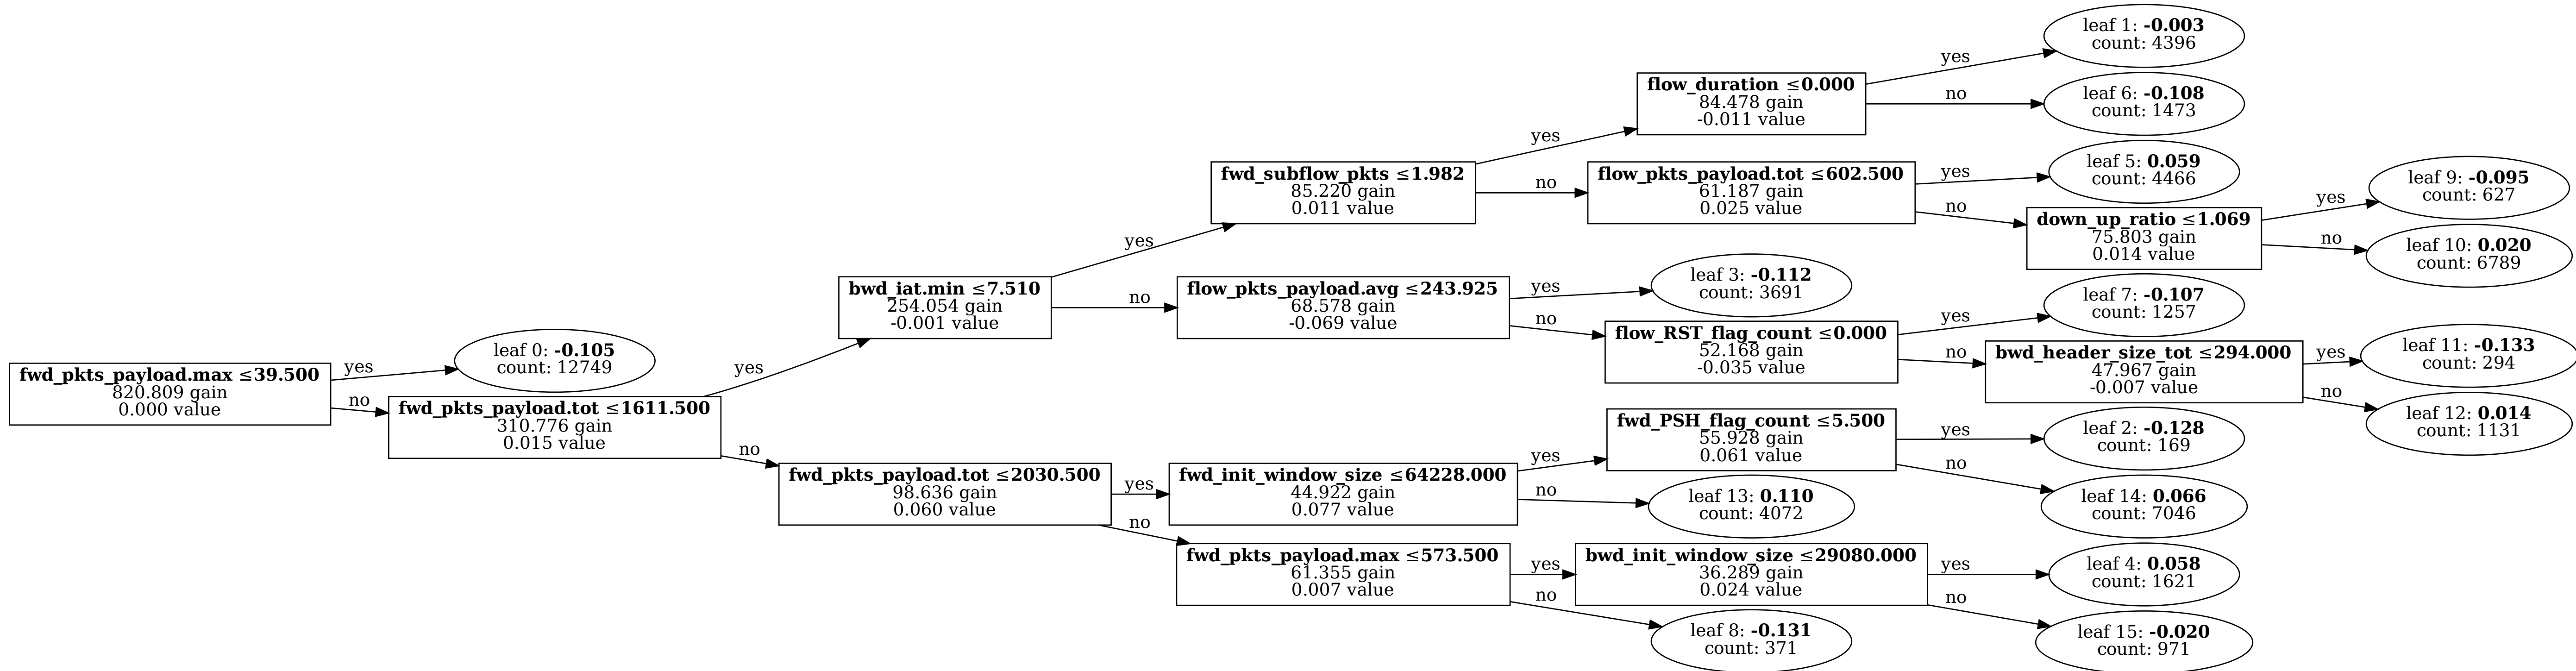 fwd_pkts_payload.max ≤39.500
820.809 gain
0.000 value
yes
no
leaf 0: -0.105
count: 12749
fwd_pkts_payload.tot ≤1611.500
310.776 gain
0.015 value
yes
no
bwd_iat.min ≤7.510
254.054 gain
-0.001 value
yes
no
fwd_pkts_payload.tot ≤2030.500
98.636 gain
0.060 value
yes
no
fwd_subflow_pkts ≤1.982
85.220 gain
0.011 value
yes
no
flow_pkts_payload.avg ≤243.925
68.578 gain
-0.069 value
yes
no
fwd_init_window_size ≤64228.000
44.922 gain
0.077 value
yes
no
fwd_pkts_payload.max ≤573.500
61.355 gain
0.007 value
yes
no
flow_duration ≤0.000
84.478 gain
-0.011 value
yes
no
flow_pkts_payload.tot ≤602.500
61.187 gain
0.025 value
yes
no
leaf 3: -0.112
count: 3691
flow_RST_flag_count ≤0.000
52.168 gain
-0.035 value
yes
no
fwd_PSH_flag_count ≤5.500
55.928 gain
0.061 value
yes
no
leaf 13: 0.110
count: 4072
bwd_init_window_size ≤29080.000
36.289 gain
0.024 value
yes
no
leaf 8: -0.131
count: 371
leaf 1: -0.003
count: 4396
leaf 6: -0.108
count: 1473
leaf 5: 0.059
count: 4466
down_up_ratio ≤1.069
75.803 gain
0.014 value
yes
no
leaf 7: -0.107
count: 1257
bwd_header_size_tot ≤294.000
47.967 gain
-0.007 value
yes
no
leaf 2: -0.128
count: 169
leaf 14: 0.066
count: 7046
leaf 4: 0.058
count: 1621
leaf 15: -0.020
count: 971
leaf 9: -0.095
count: 627
leaf 10: 0.020
count: 6789
leaf 11: -0.133
count: 294
leaf 12: 0.014
count: 1131